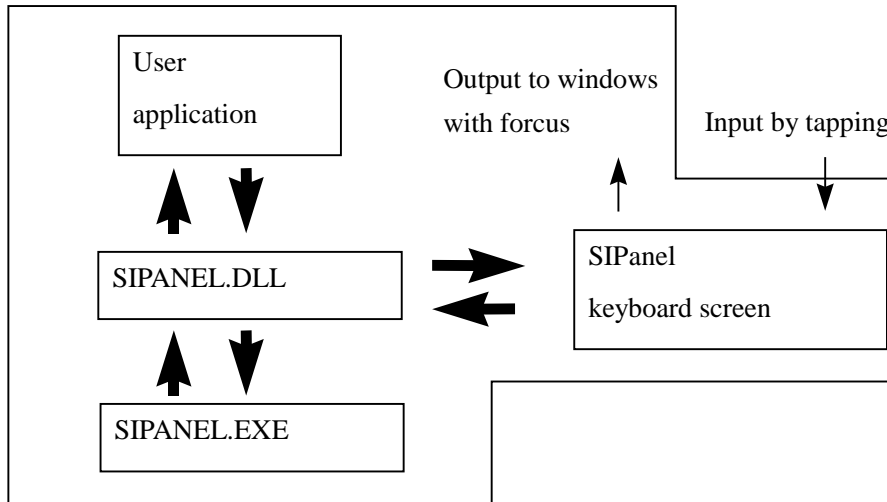 User
application
Output to windows
with forcus
Input by tapping
SIPANEL.DLL
SIPanel
keyboard screen
SIPANEL.EXE